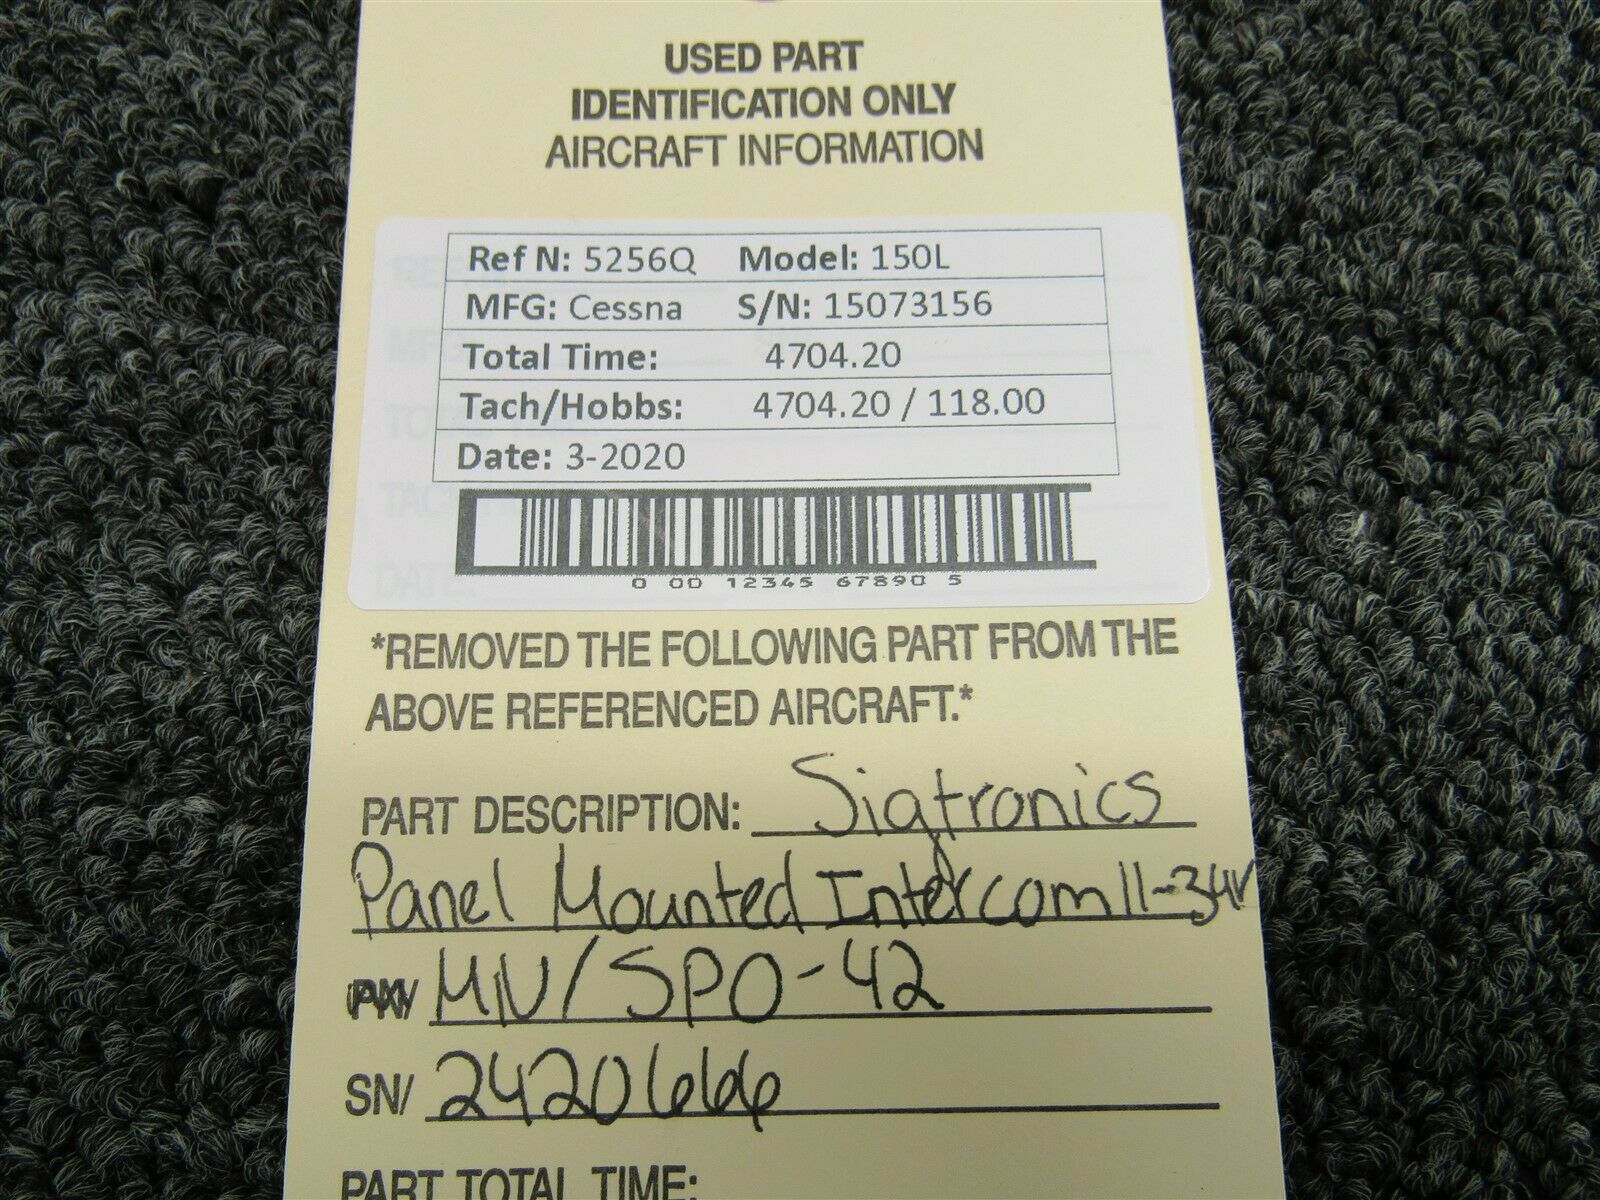 USED PART
IDENTIFICATION ONLY
AIRCRAFT INFORMATION
Ref N: 5256Q Model: 150L
MFG: Cessna S/N: 15073156
Total Time: 4704.20
Tach/Hobbs: 4704.20 / 118.00
Date: 3-2020
0 00 12345 67890 5
*REMOVED THE FOLLOWING PART FROM THE
ABOVE REFERENCED AIRCRAFT.*
PART DESCRIPTION: Sigtronics
Panel Mounted Intercom 11-34V
MN/SPO-42
SN/ 2420666
PART TOTAL TIME: